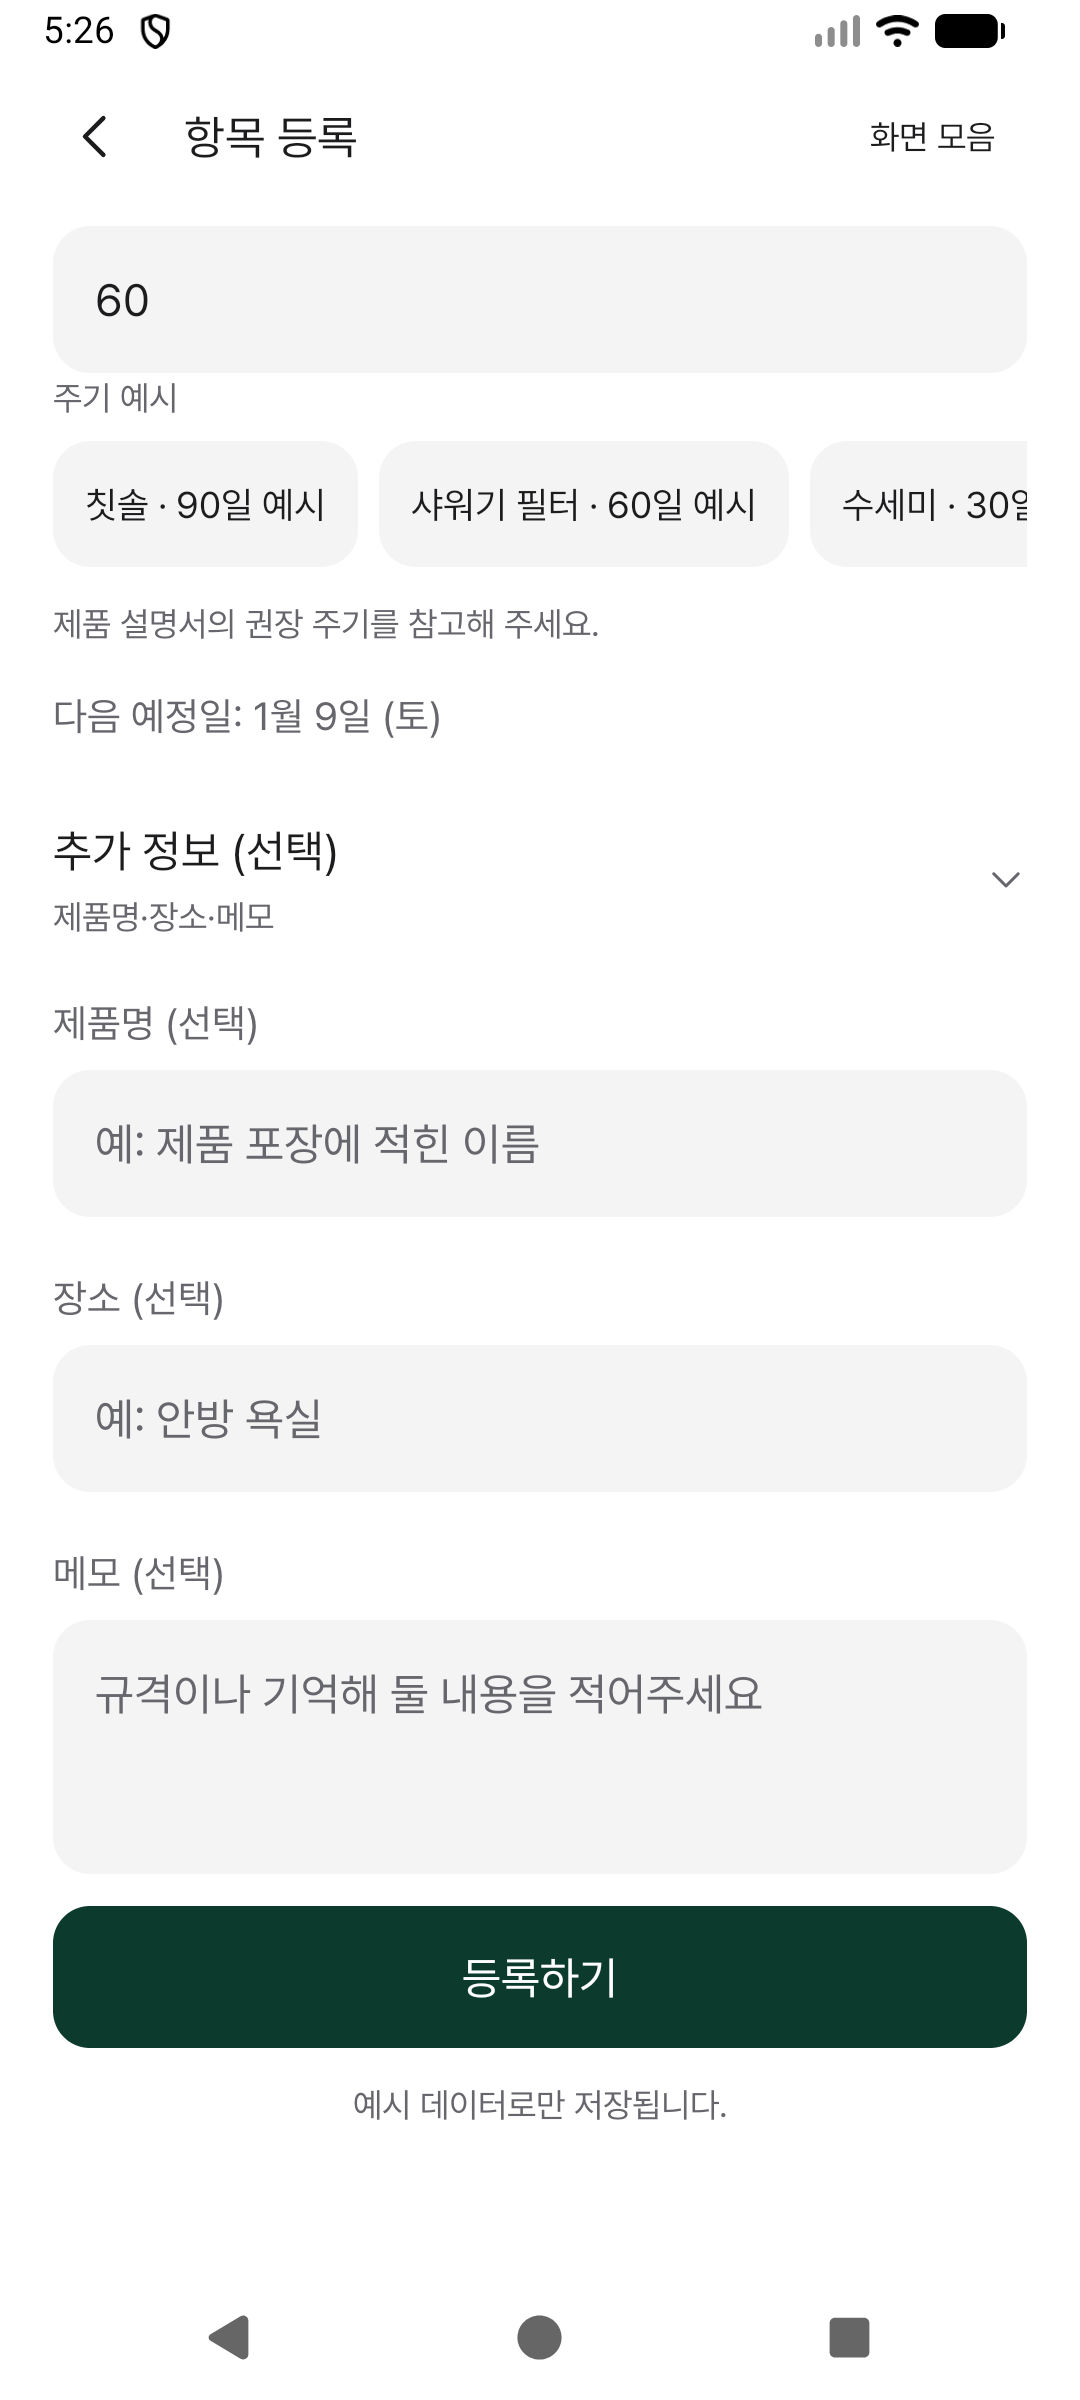 5:26
항목 등록
화면 모음
60
주기 예시
칫솔 · 90일 예시
샤워기 필터 · 60일 예시
수세미 · 30일
제품 설명서의 권장 주기를 참고해 주세요.
다음 예정일: 1월 9일 (토)
추가 정보 (선택)
제품명·장소·메모
제품명 (선택)
예: 제품 포장에 적힌 이름
장소 (선택)
예: 안방 욕실
메모 (선택)
규격이나 기억해 둘 내용을 적어주세요
등록하기
예시 데이터로만 저장됩니다.